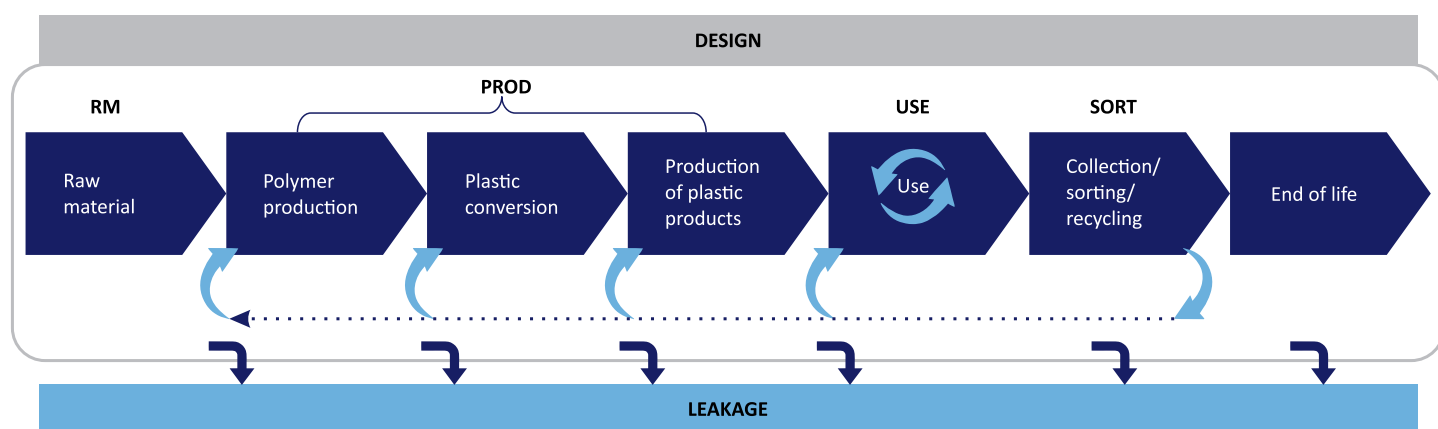 DESIGN
PROD
RM
USE
SORT
Raw
material
Polymer
production
Plastic
conversion
Production
of plastic
products
Use
Collection/
sorting/
recycling
End of life
LEAKAGE